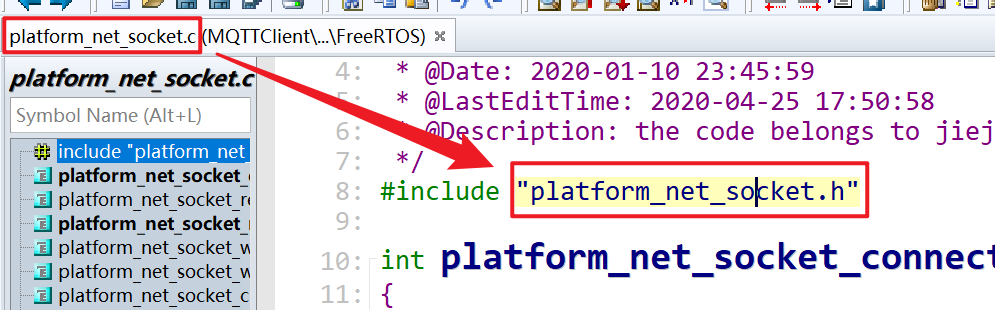 platform_net_socket.c (MQTTClient\...\FreeRTOS)
platform_net_socket.c
Symbol Name (Alt+L)
include "platform_net
platform_net_socket_
platform_net_socket_re
platform_net_socket_
platform_net_socket_w
platform_net_socket_w
platform_net_socket_c
4: * @Date: 2020-01-10 23:45:59
5: * @LastEditTime: 2020-04-25 17:50:58
6: * @Description: the code belongs to jiej
7: */
8: #include "platform_net_socket.h"
9:
10: int platform_net_socket_connect
11: {